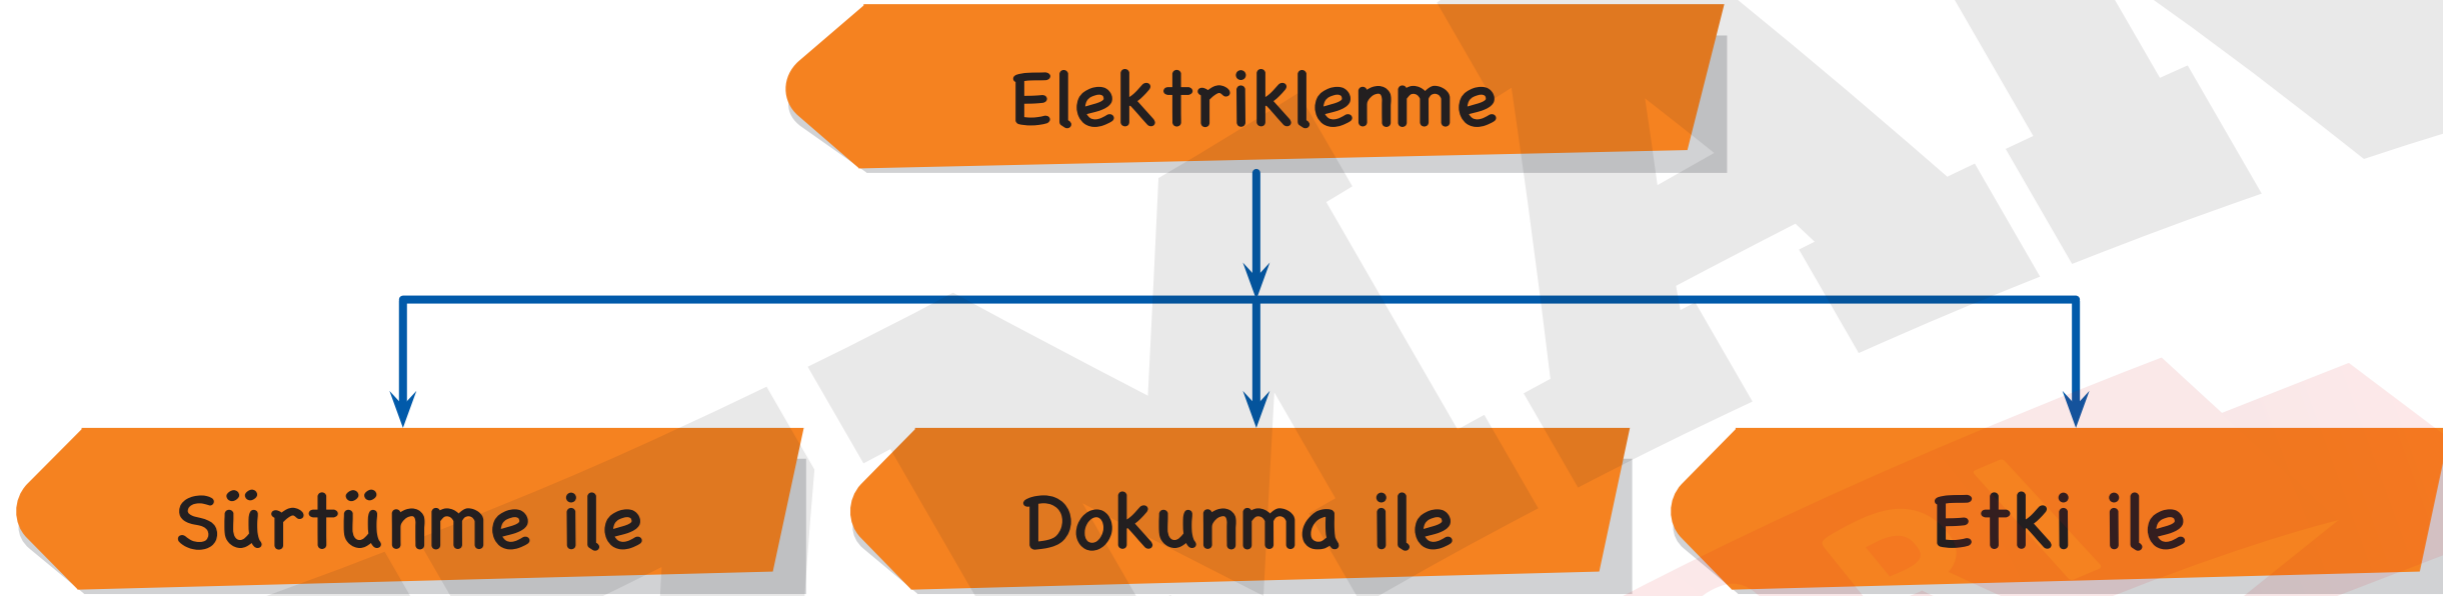 Elektriklenme
Sürtünme ile
Dokunma ile
Etki ile